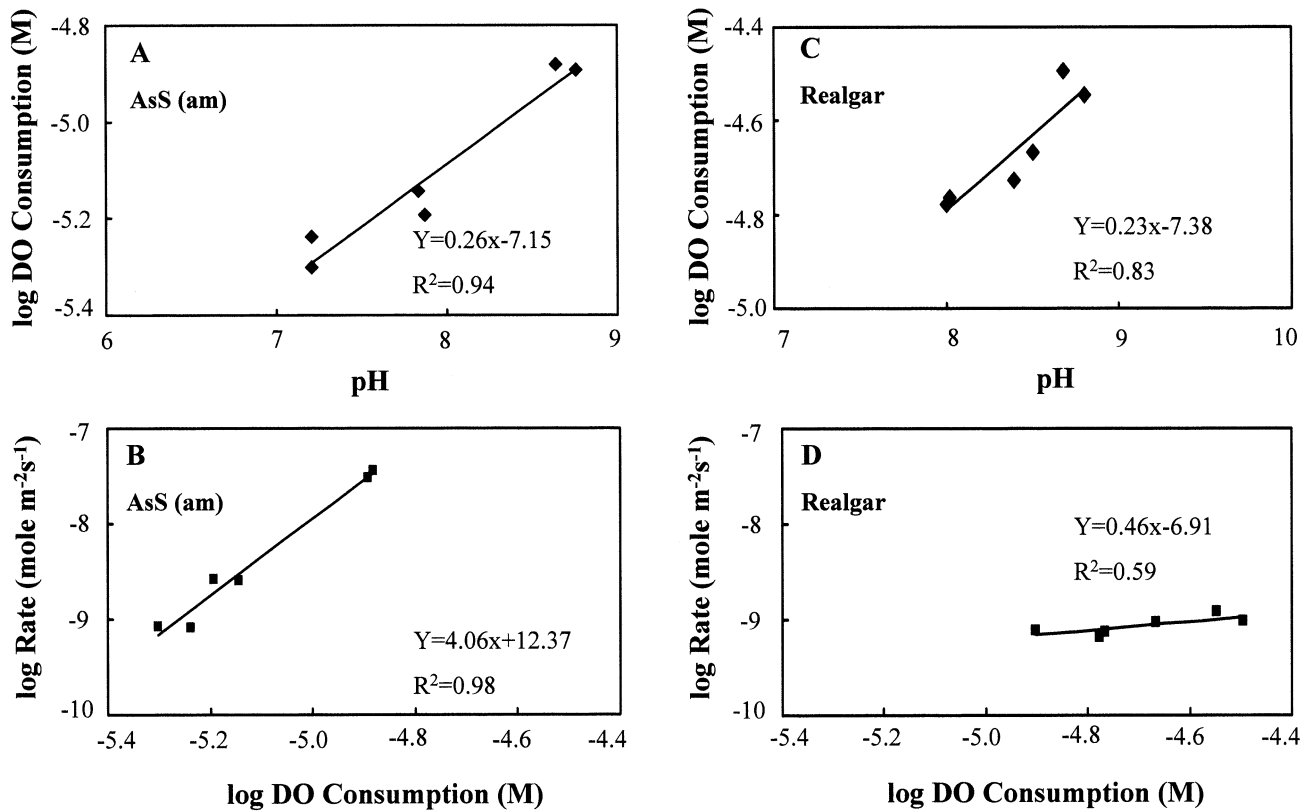 A
AsS (am)
Y=0.26x-7.15
R²=0.94
-4.8
-5.0
-5.2
-5.4
6
7
8
9
log DO Consumption (M)
pH
C
Realgar
Y=0.23x-7.38
R²=0.83
-4.4
-4.6
-4.8
-5.0
7
8
9
10
log DO Consumption (M)
pH
B
AsS (am)
Y=4.06x+12.37
R²=0.98
-7
-8
-9
-10
-5.4
-5.2
-5.0
-4.8
-4.6
-4.4
log Rate (mole m⁻²s⁻¹)
log DO Consumption (M)
D
Realgar
Y=0.46x-6.91
R²=0.59
-7
-8
-9
-10
-5.4
-5.2
-5.0
-4.8
-4.6
-4.4
log Rate (mole m⁻²s⁻¹)
log DO Consumption (M)